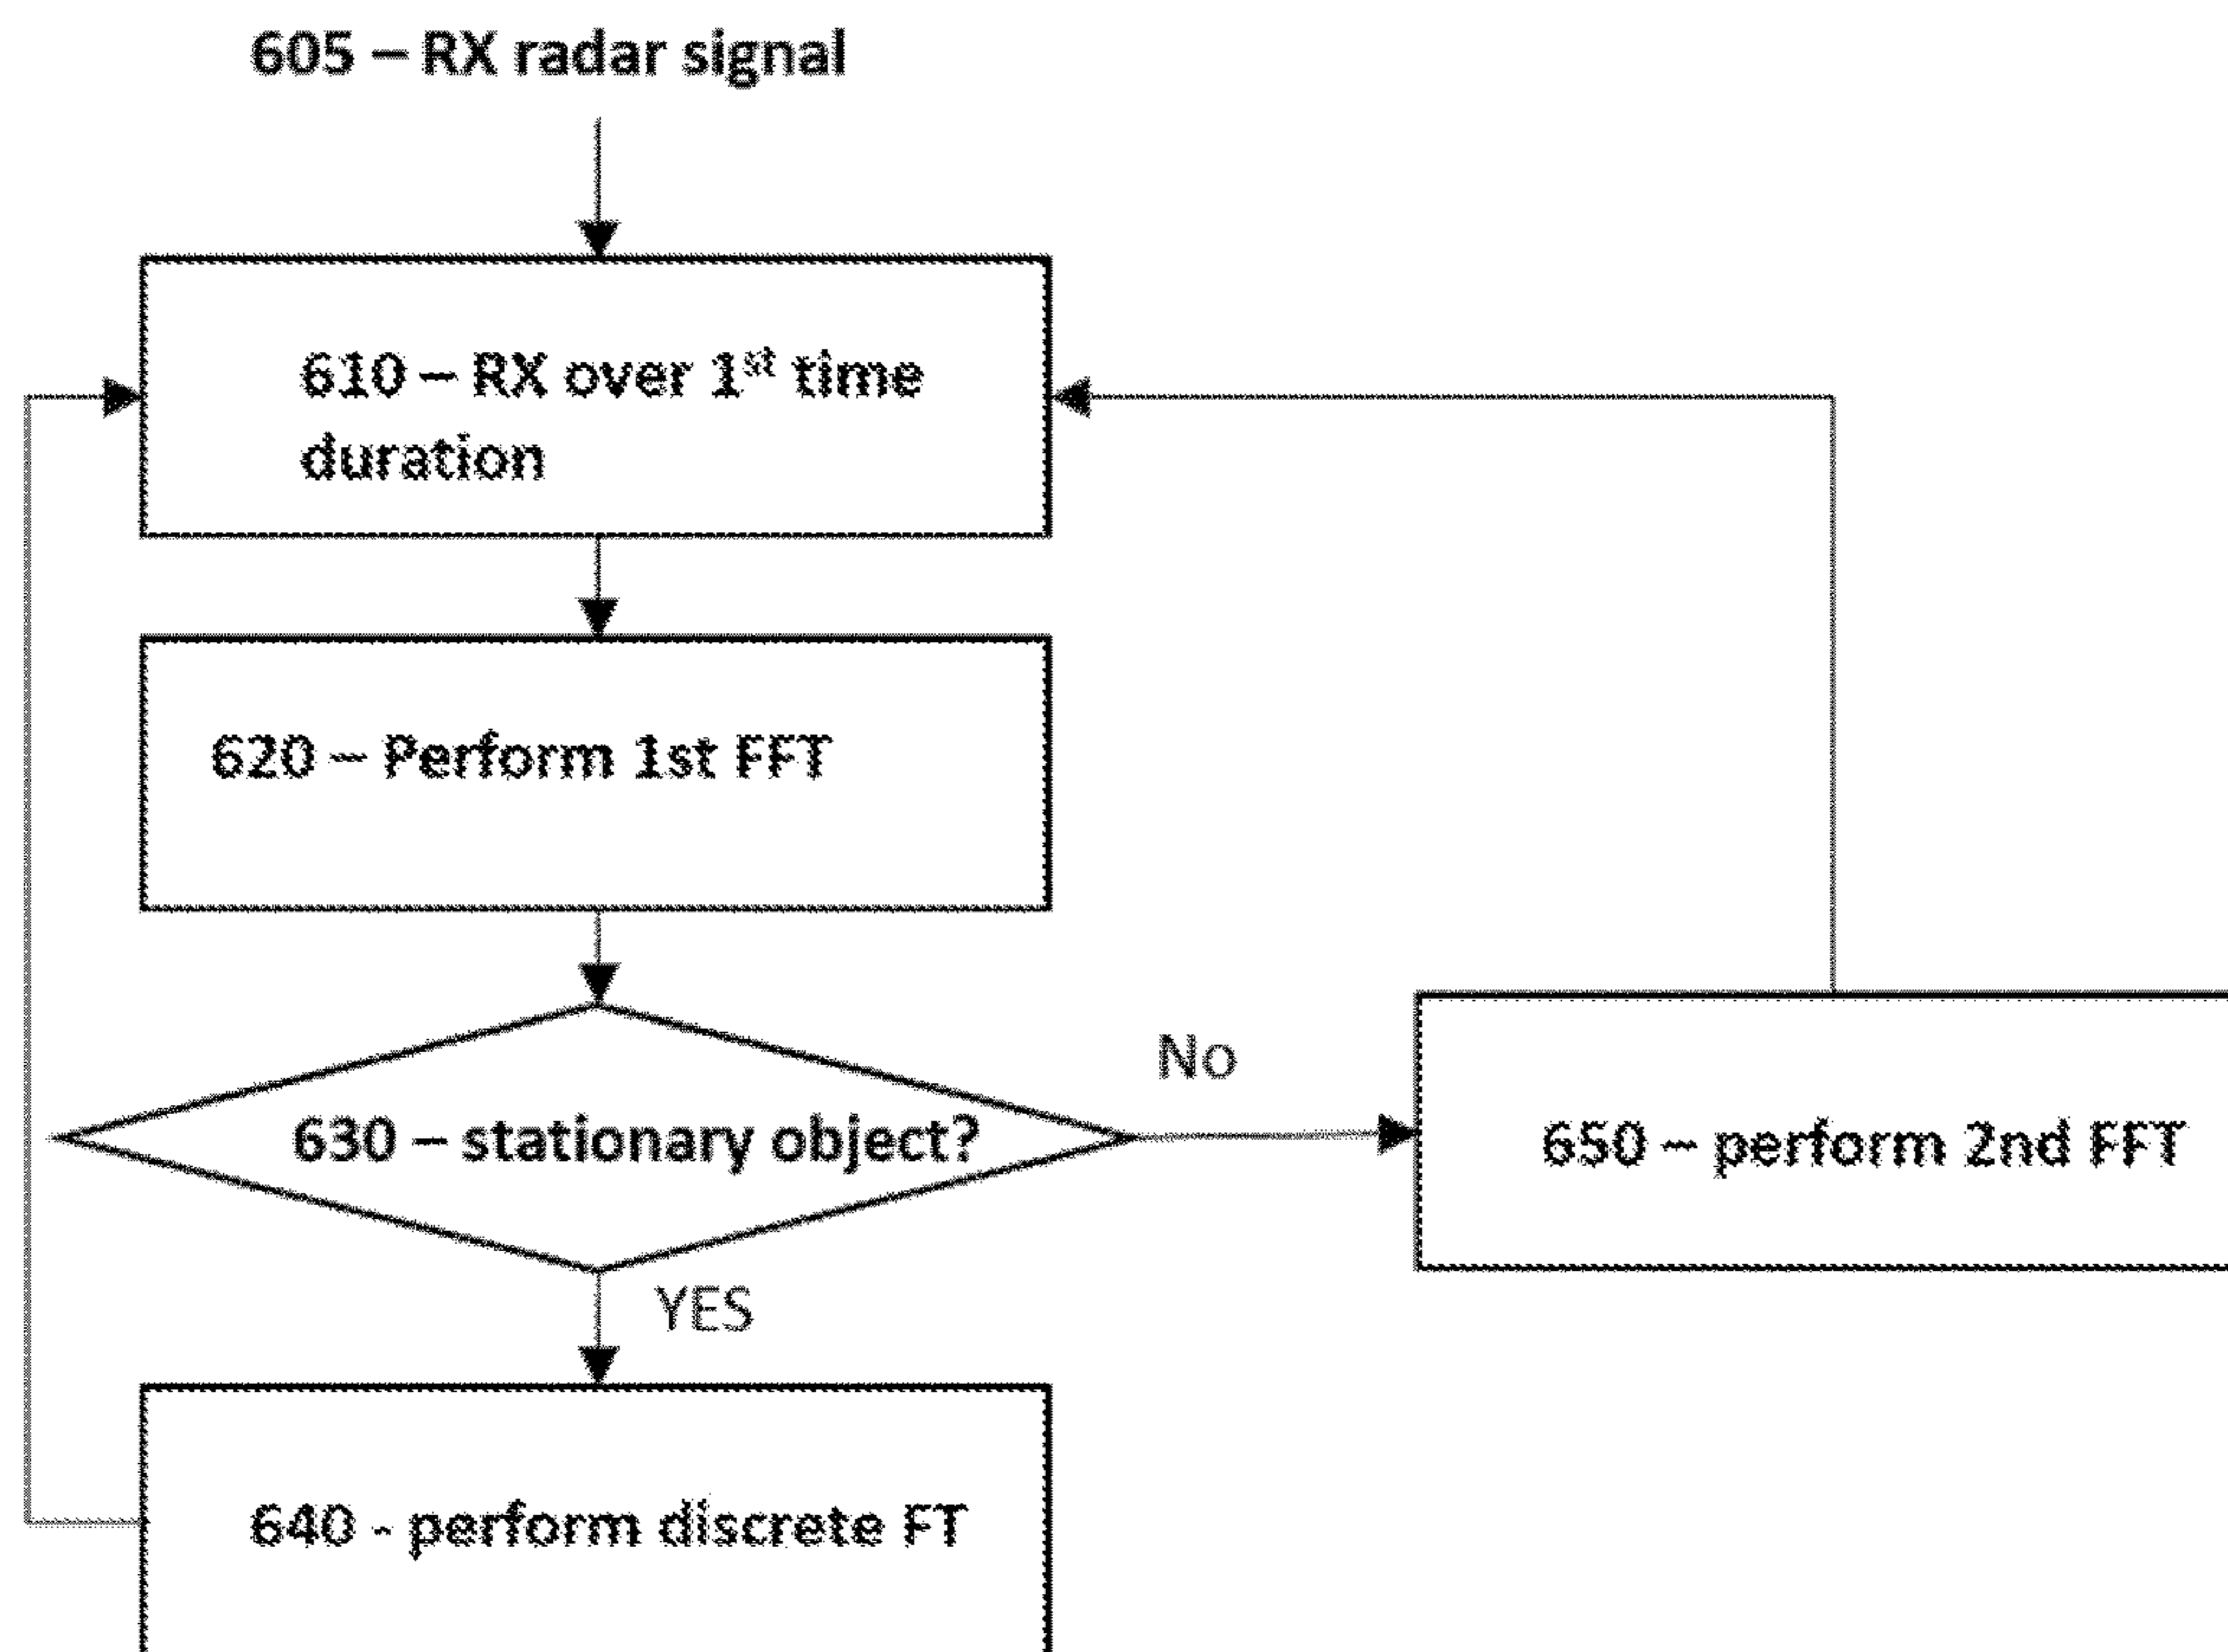 605 – RX radar signal
610 – RX over 1st time
duration
620 – Perform 1st FFT
No
630 – stationary object?
650 – perform 2nd FFT
YES
640 - perform discrete FT